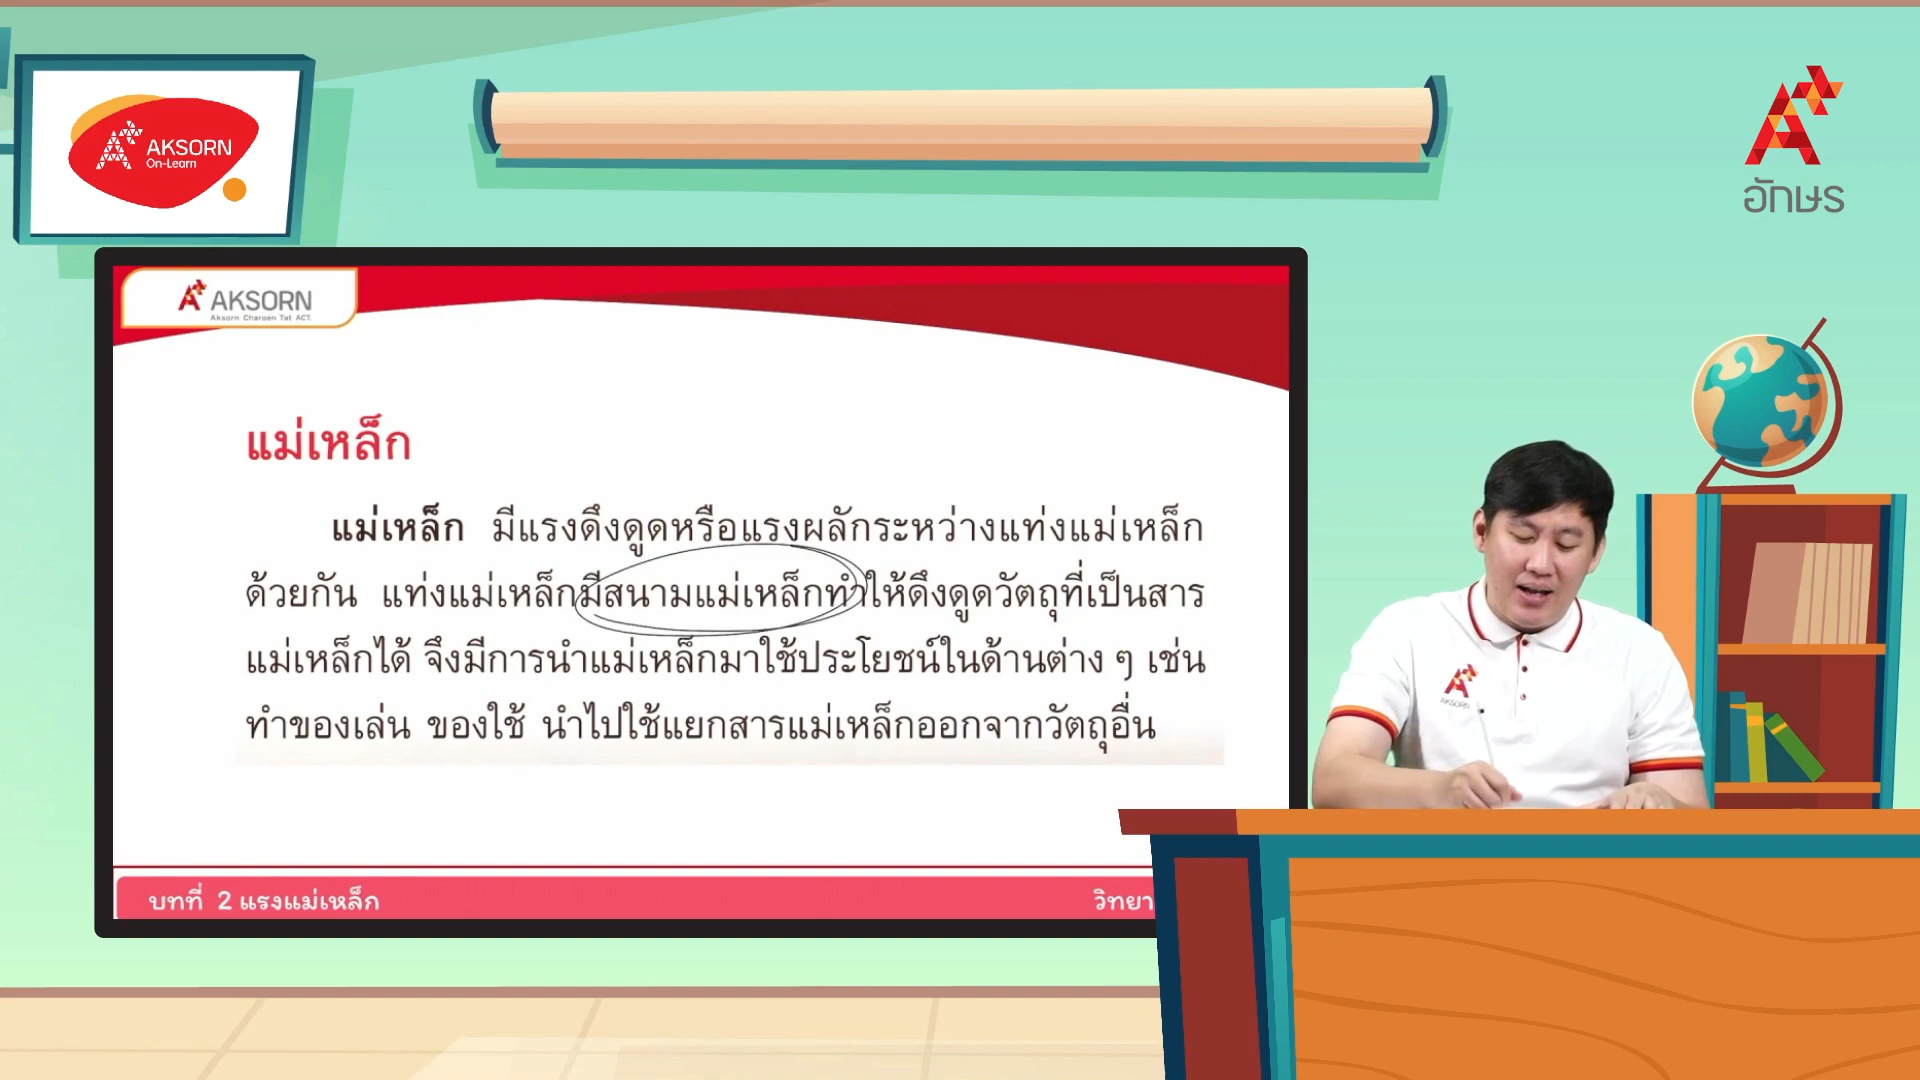 AKSORN
On-Learn
อักษร
AKSORN
Aksorn Charoen Tat ACT.
แม่เหล็ก
แม่เหล็ก มีแรงดึงดูดหรือแรงผลักระหว่างแท่งแม่เหล็ก
ด้วยกัน แท่งแม่เหล็กมีสนามแม่เหล็กทำให้ดึงดูดวัตถุที่เป็นสาร
แม่เหล็กได้ จึงมีการนำแม่เหล็กมาใช้ประโยชน์ในด้านต่าง ๆ เช่น
ทำของเล่น ของใช้ นำไปใช้แยกสารแม่เหล็กออกจากวัตถุอื่น
AKSORN
บทที่ 2 แรงแม่เหล็ก
วิทยา